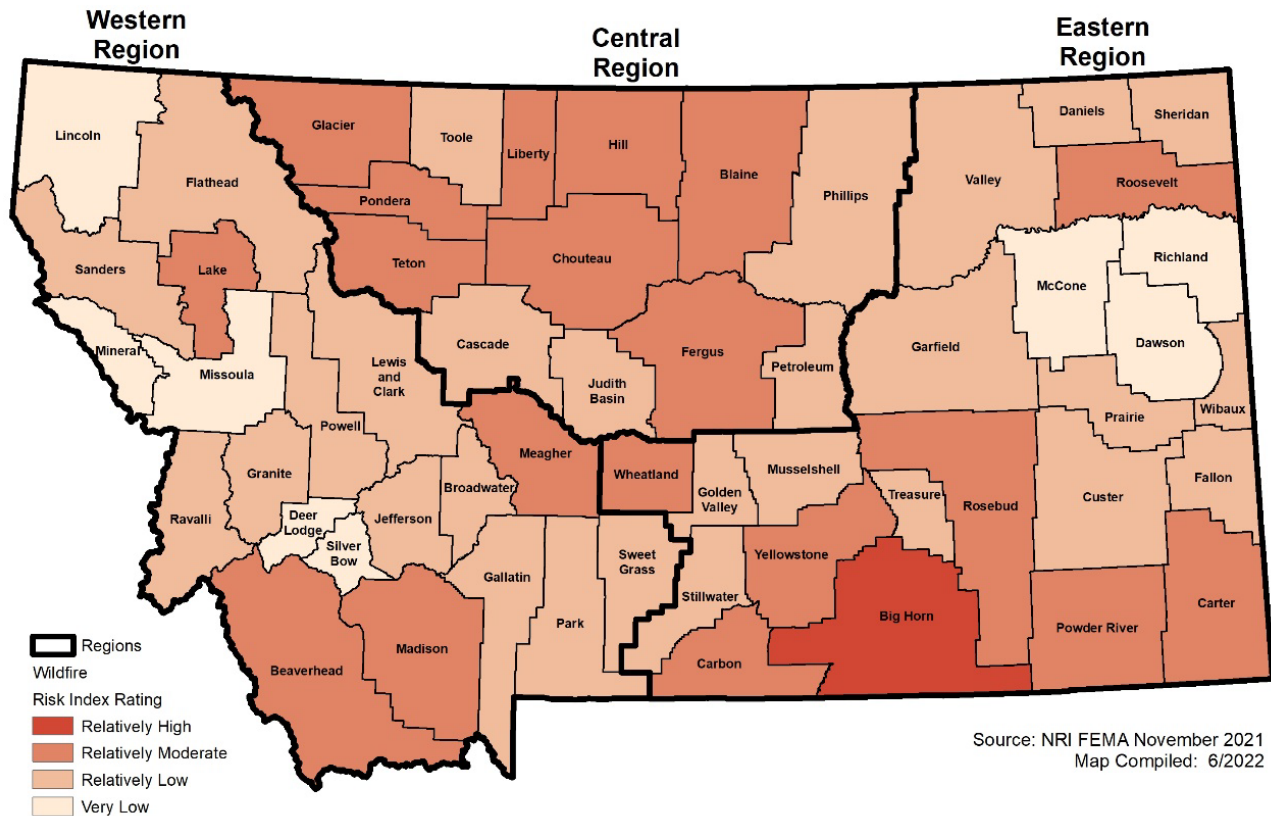 Western
Region
Central
Region
Eastern
Region
Lincoln
Flathead
Glacier
Toole
Liberty
Hill
Blaine
Phillips
Valley
Daniels
Sheridan
Roosevelt
Pondera
Teton
Chouteau
Sanders
Lake
McCone
Richland
Dawson
Mineral
Missoula
Lewis
and
Clark
Cascade
Judith
Basin
Fergus
Petroleum
Garfield
Prairie
Wibaux
Powell
Granite
Ravalli
Deer
Lodge
Silver
Bow
Jefferson
Broadwater
Meagher
Wheatland
Golden
Valley
Musselshell
Treasure
Rosebud
Custer
Fallon
Gallatin
Park
Sweet
Grass
Stillwater
Yellowstone
Big Horn
Carbon
Powder River
Carter
Beaverhead
Madison
Regions
Wildfire
Risk Index Rating
Relatively High
Relatively Moderate
Relatively Low
Very Low
Source: NRI FEMA November 2021
Map Compiled: 6/2022